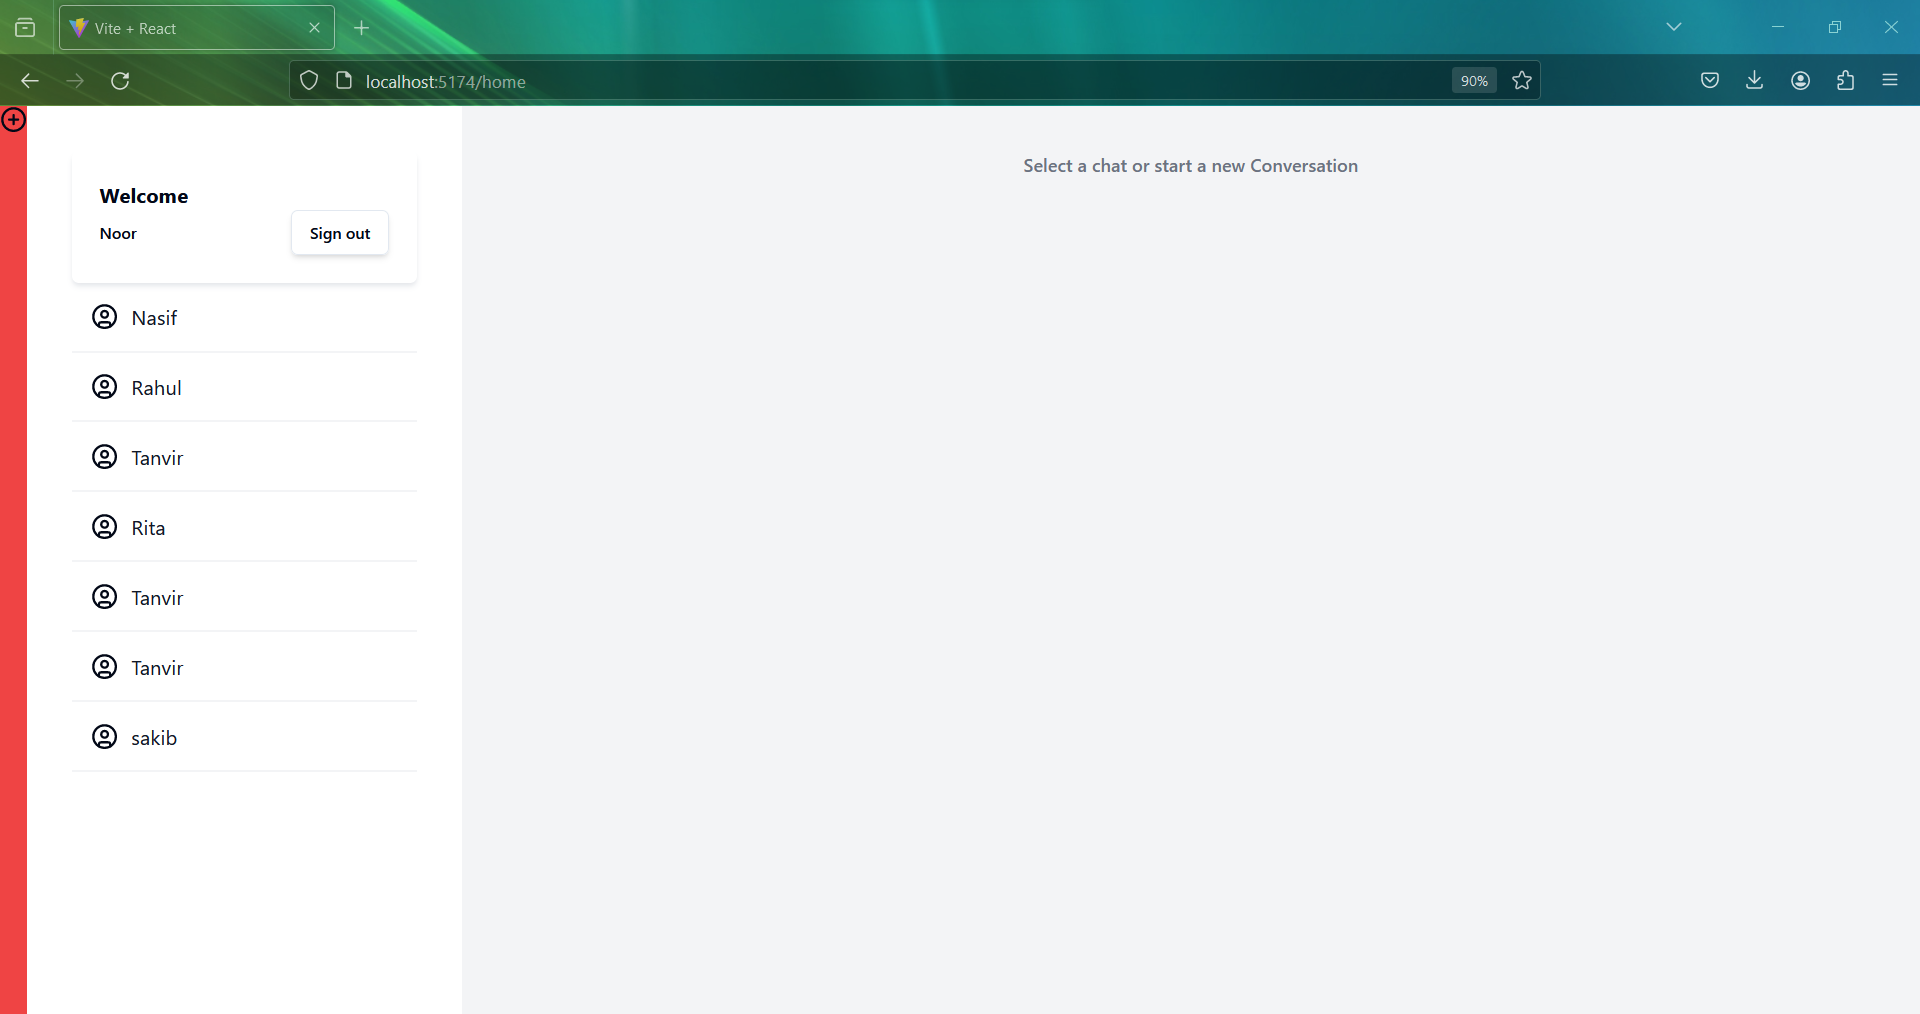 Vite + React
localhost:5174/home
90%
Select a chat or start a new Conversation
Welcome
Noor
Sign out
Nasif
Rahul
Tanvir
Rita
Tanvir
Tanvir
sakib